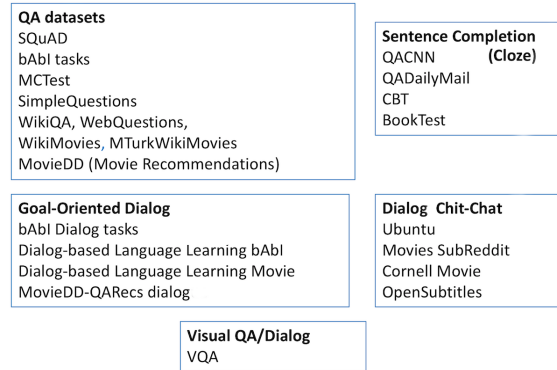 QA datasets
SQuAD
bAbI tasks
MCTest
SimpleQuestions
WikiQA, WebQuestions,
WikiMovies, MTurkWikiMovies
MovieDD (Movie Recommendations)
Sentence Completion
QACNN (Cloze)
QADailyMail
CBT
BookTest
Goal-Oriented Dialog
bAbI Dialog tasks
Dialog-based Language Learning bAbI
Dialog-based Language Learning Movie
MovieDD-QARecs dialog
Dialog Chit-Chat
Ubuntu
Movies SubReddit
Cornell Movie
OpenSubtitles
Visual QA/Dialog
VQA